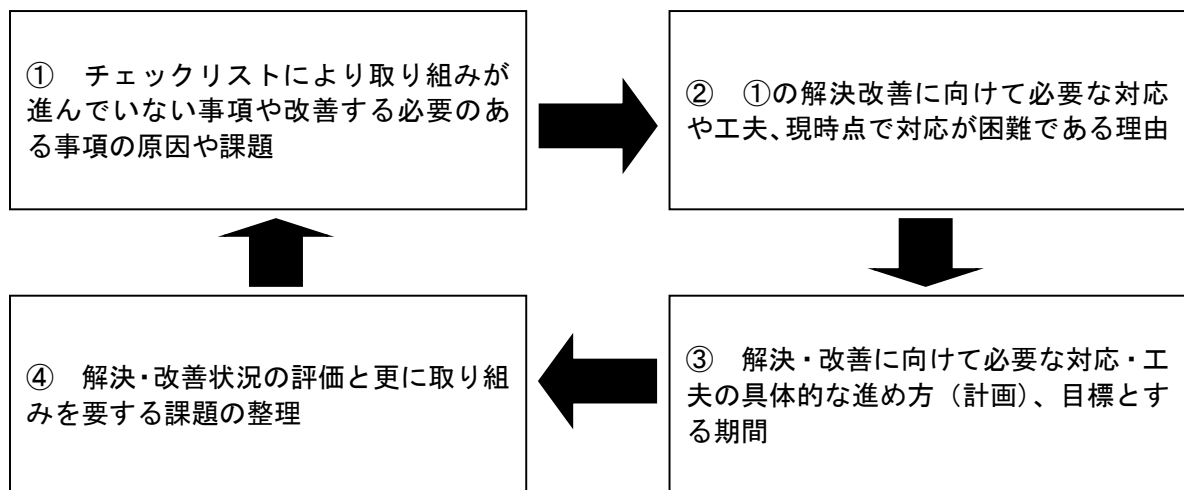 ① チェックリストにより取り組みが
進んでいない事項や改善する必要のあ
る事項の原因や課題
② ①の解決改善に向けて必要な対応
や工夫、現時点で対応が困難である理由
③ 解決・改善に向けて必要な対応・工
夫の具体的な進め方（計画）、目標とす
る期間
④ 解決・改善状況の評価と更に取り組
みを要する課題の整理